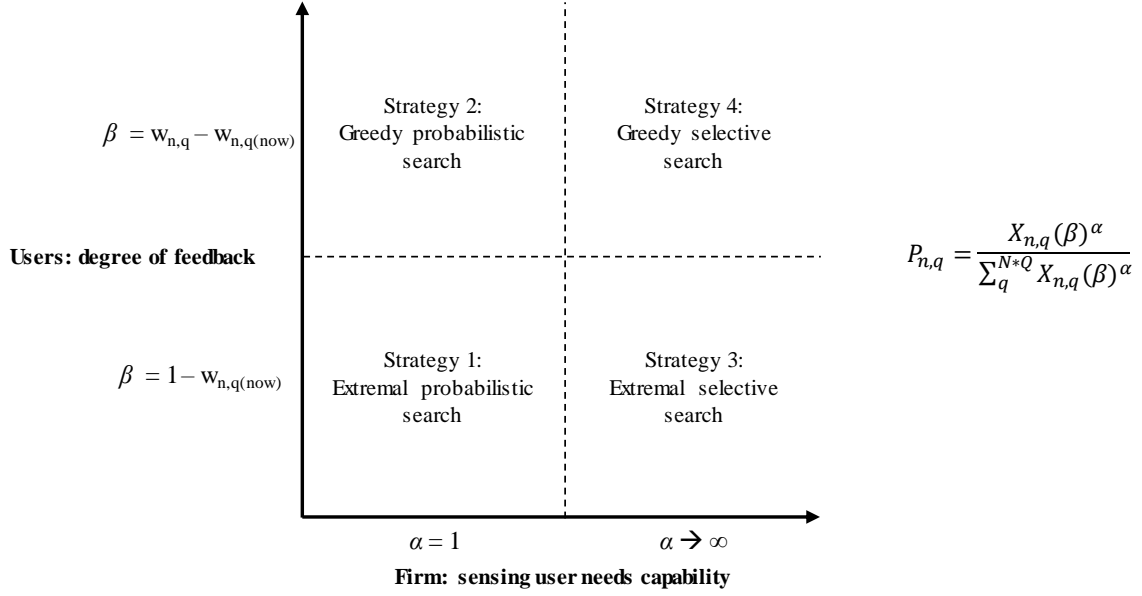 Strategy 2:
Greedy probabilistic
search
Strategy 4:
Greedy selective
search
β = w_{n,q} – w_{n,q(now)}
Users: degree of feedback
P_{n,q} = \frac{X_{n,q}(β)^α}{\sum_q^{N*Q} X_{n,q}(β)^α}
Strategy 1:
Extremal probabilistic
search
Strategy 3:
Extremal selective
search
β = 1 – w_{n,q(now)}
α = 1
α → ∞
Firm: sensing user needs capability